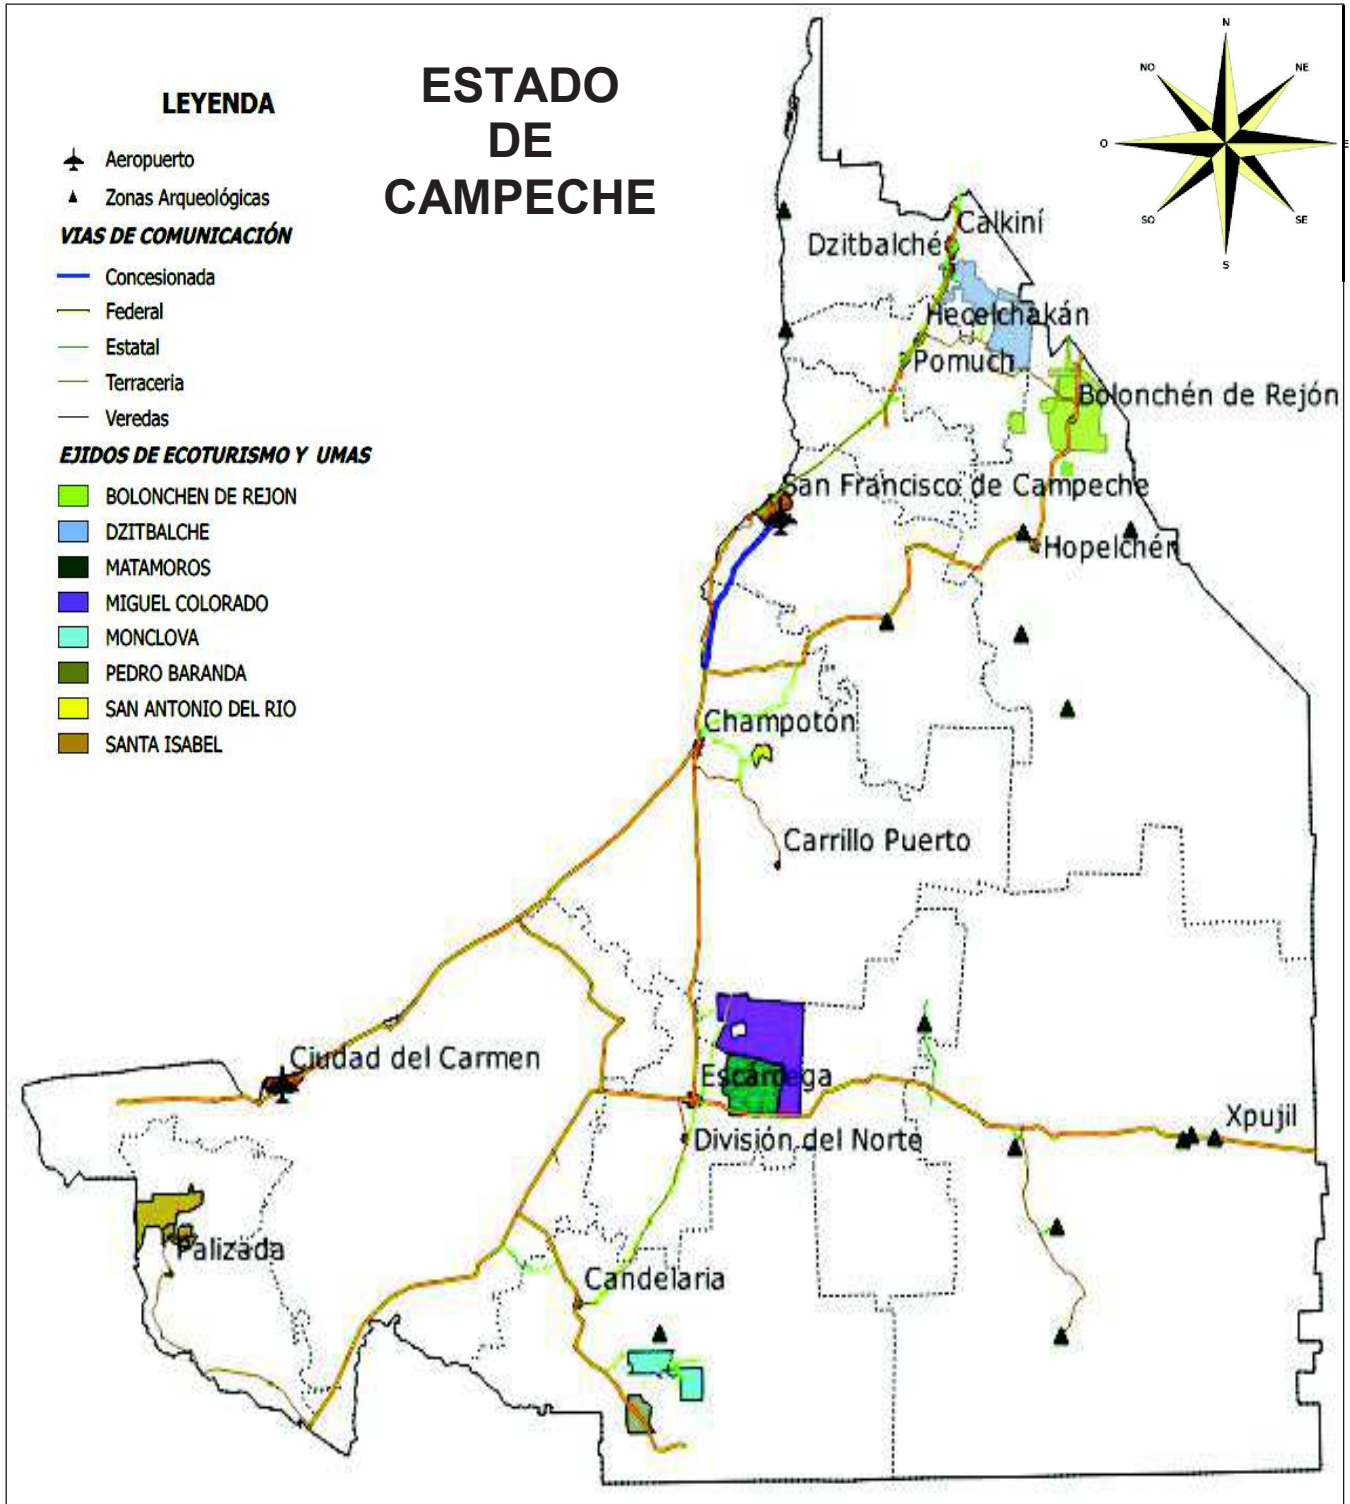 ESTADO
DE
CAMPECHE
LEYENDA
Aeropuerto
Zonas Arqueológicas
VIAS DE COMUNICACIÓN
Concesionada
Federal
Estatal
Terraceria
Veredas
EJIDOS DE ECOTURISMO Y UMAS
BOLONCHEN DE REJON
DZITBALCHE
MATAMOROS
MIGUEL COLORADO
MONCLOVA
PEDRO BARANDA
SAN ANTONIO DEL RIO
SANTA ISABEL
N
NO
NE
O
E
SO
SE
S
Calkiní
Dzitbalché
Hecelchakán
Pomuch
Bolonchén de Rejón
San Francisco de Campeche
Hopelchén
Champotón
Carrillo Puerto
Ciudad del Carmen
Escárcega
Xpujil
División del Norte
Palizada
Candelaria